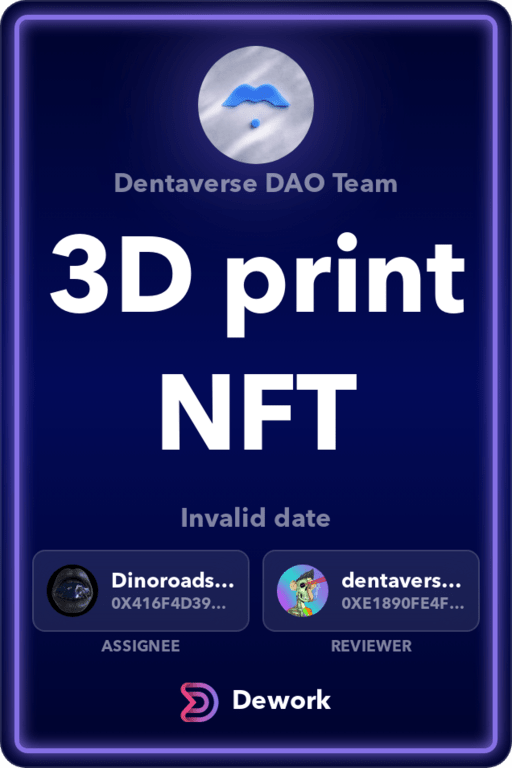 Dentaverse DAO Team
3D print
NFT
Invalid date
Dinoroads...
0X416F4D39...
dentavers...
0XE1890FE4F...
ASSIGNEE
REVIEWER
Dework